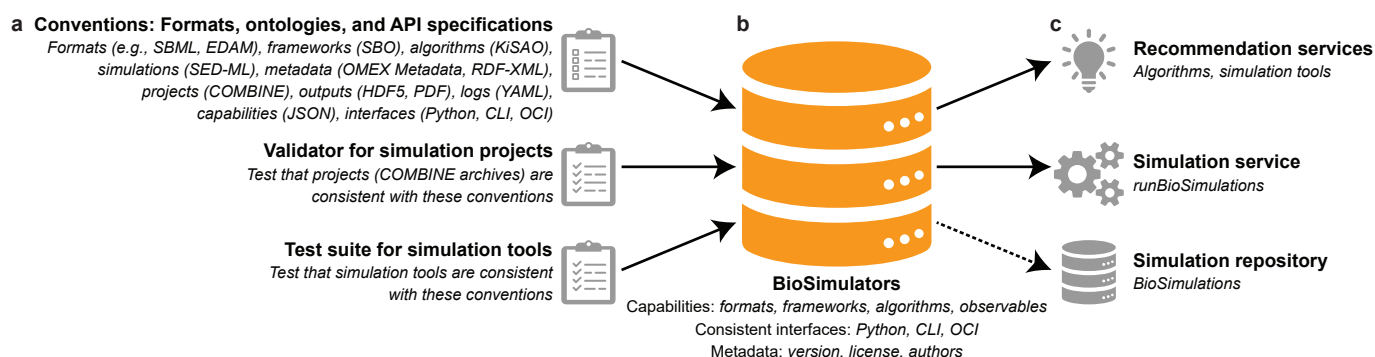 a Conventions: Formats, ontologies, and API specifications
Formats (e.g., SBML, EDAM), frameworks (SBO), algorithms (KiSAO),
simulations (SED-ML), metadata (OMEX Metadata, RDF-XML),
projects (COMBINE), outputs (HDF5, PDF), logs (YAML),
capabilities (JSON), interfaces (Python, CLI, OCI)
Validator for simulation projects
Test that projects (COMBINE archives) are
consistent with these conventions
Test suite for simulation tools
Test that simulation tools are consistent
with these conventions
b
BioSimulators
Capabilities: formats, frameworks, algorithms, observables
Consistent interfaces: Python, CLI, OCI
Metadata: version, license, authors
c
Recommendation services
Algorithms, simulation tools
Simulation service
runBioSimulations
Simulation repository
BioSimulations